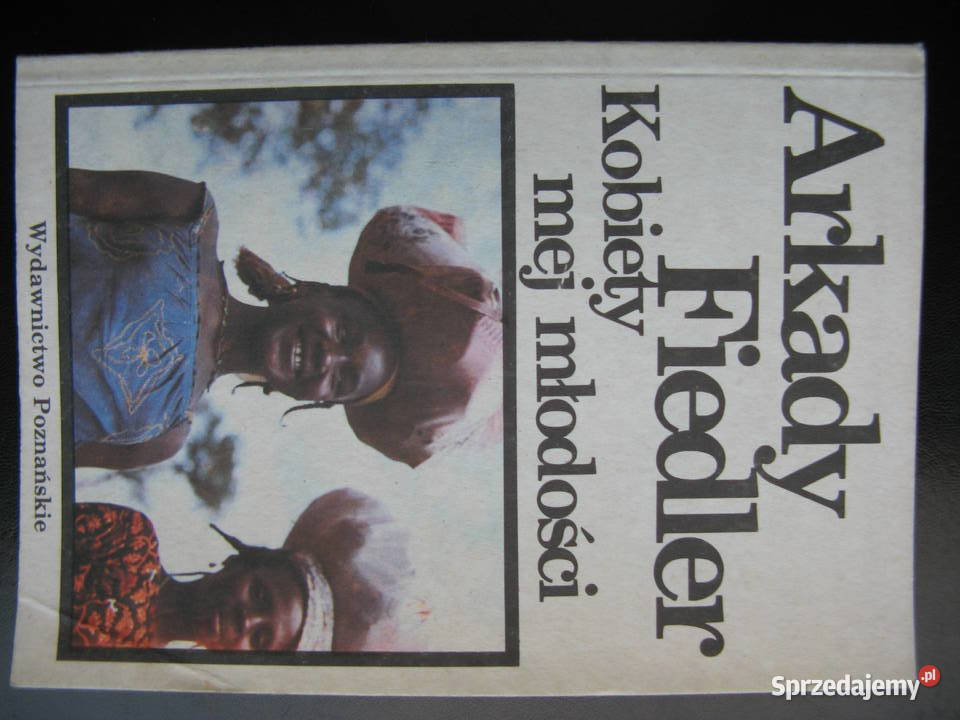 Arkady
Fiedler
Kobiety
mej młodości
Wydawnictwo Poznańskie
Sprzedajemy.pl